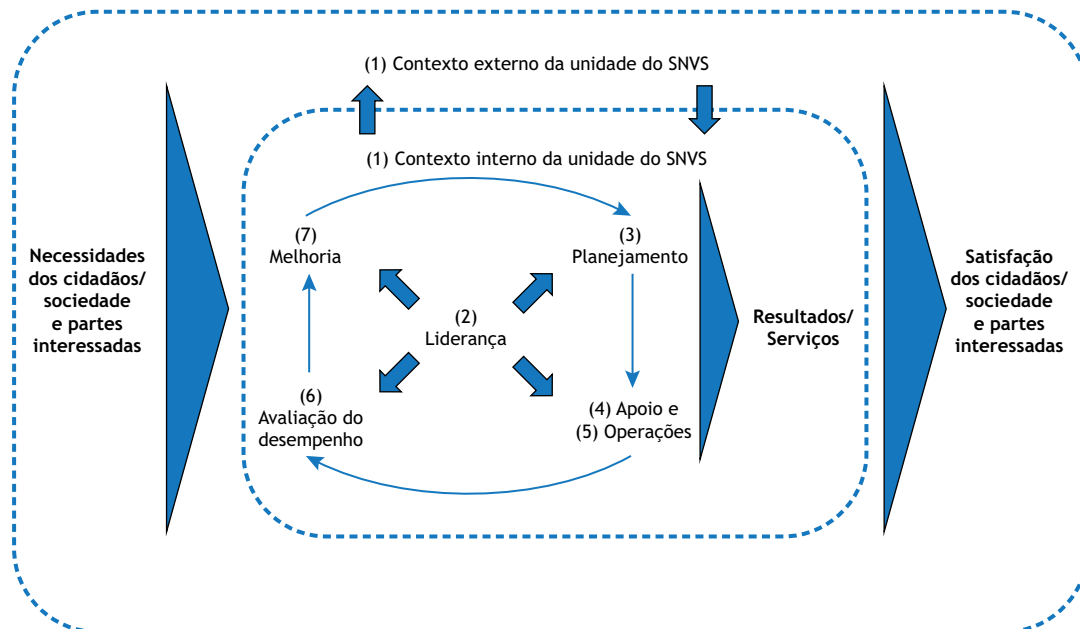 (1) Contexto externo da unidade do SNVS
(1) Contexto interno da unidade do SNVS
Necessidades
dos cidadãos/
sociedade
e partes
interessadas
(7)
Melhoria
(3)
Planejamento
(2)
Liderança
(6)
Avaliação do
desempenho
(4) Apoio e
(5) Operações
Resultados/
Serviços
Satisfação
dos cidadãos/
sociedade
e partes
interessadas